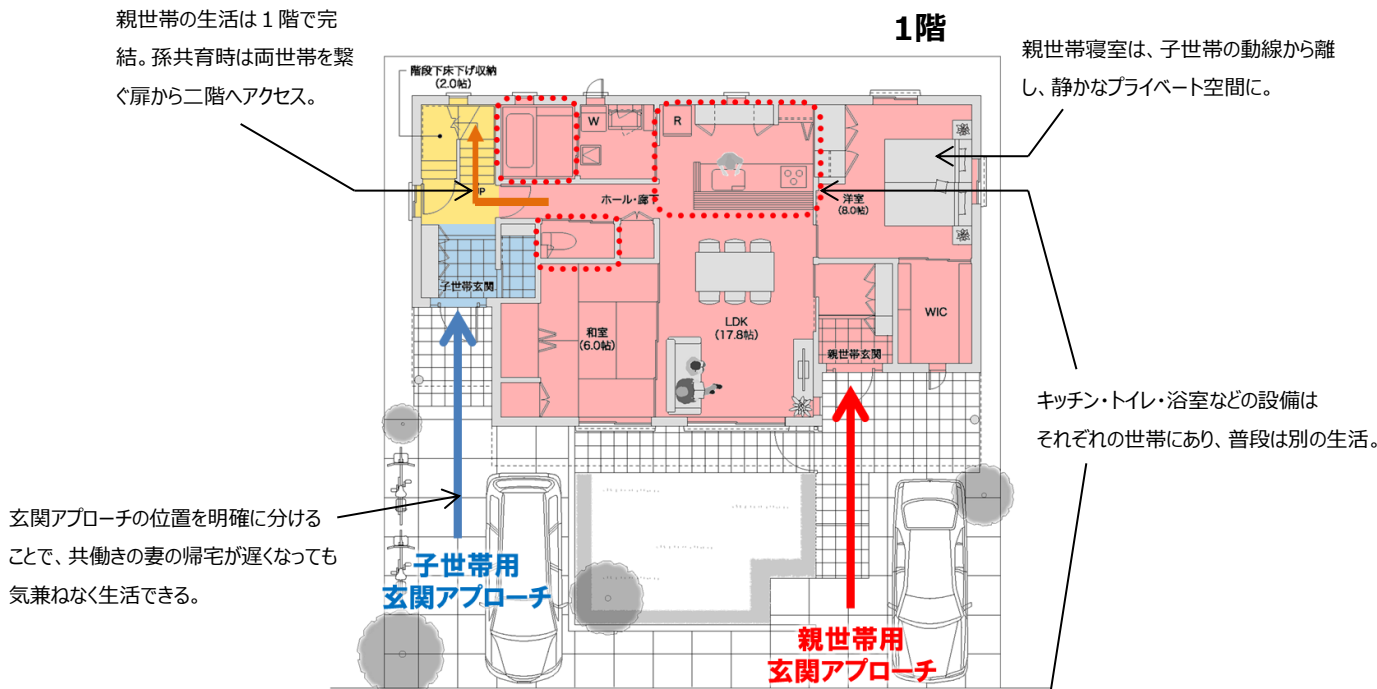 1階
親世帯の生活は1階で完
結。孫共育時は両世帯を繋
ぐ扉から二階へアクセス。
親世帯寝室は、子世帯の動線から離
し、静かなプライベート空間に。
階段下床下げ収納
(2.0帖)
W
R
UP
ホール・廊下
洋室
(8.0帖)
子世帯玄関
和室
(6.0帖)
LDK
(17.8帖)
WIC
親世帯玄関
キッチン・トイレ・浴室などの設備は
それぞれの世帯にあり、普段は別の生活。
玄関アプローチの位置を明確に分ける
ことで、共働きの妻の帰宅が遅くなっても
気兼ねなく生活できる。
子世帯用
玄関アプローチ
親世帯用
玄関アプローチ